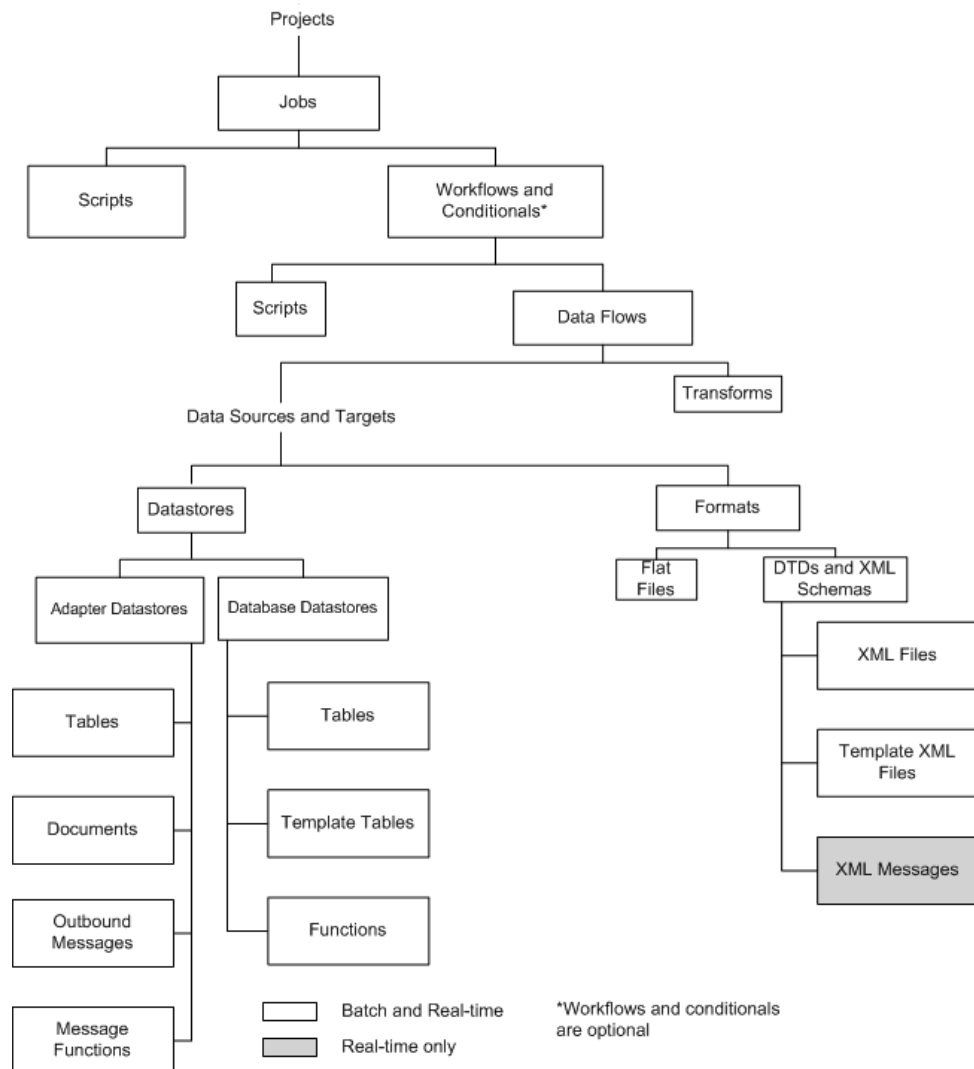 Projects
Jobs
Scripts
Workflows and
Conditionals*
Scripts
Data Flows
Transforms
Data Sources and Targets
Datastores
Formats
Flat
Files
DTDs and XML
Schemas
Adapter Datastores
Database Datastores
XML Files
Tables
Tables
Template XML
Files
Documents
Template Tables
XML Messages
Outbound
Messages
Functions
Message
Functions
Batch and Real-time
Real-time only
*Workflows and conditionals
are optional